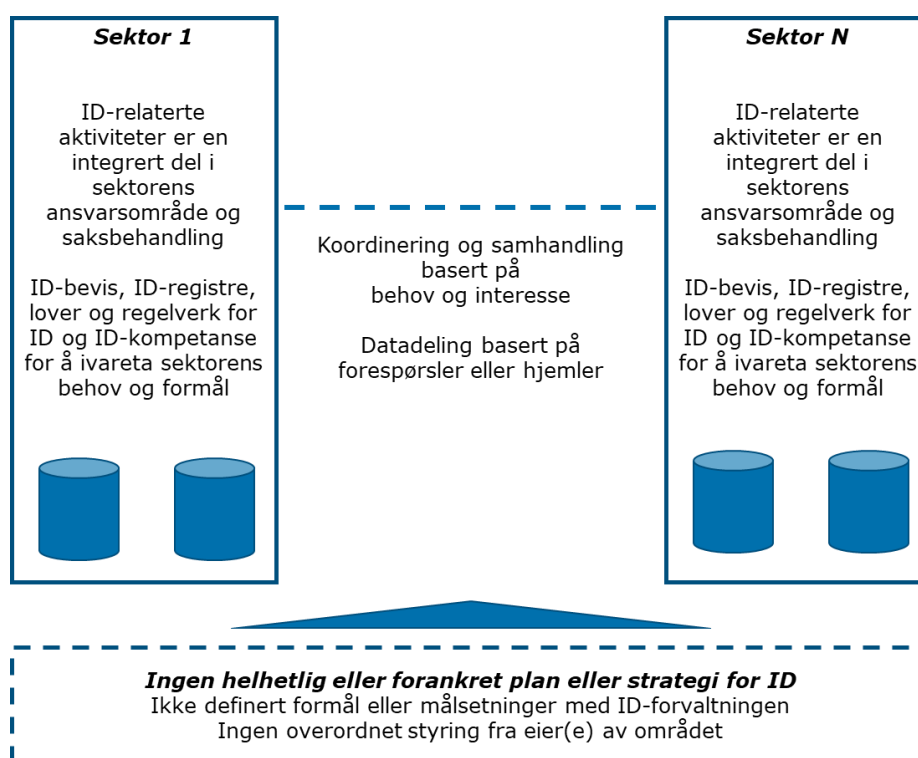 Sektor 1
ID-relaterte
aktiviteter er en
integrert del i
sektorens
ansvarsområde og
saksbehandling
ID-bevis, ID-registre,
lover og regelverk for
ID og ID-kompetanse
for å ivareta sektorens
behov og formål
Koordinering og samhandling
basert på
behov og interesse
Datadeling basert på
forespørsler eller hjemler
Sektor N
ID-relaterte
aktiviteter er en
integrert del i
sektorens
ansvarsområde og
saksbehandling
ID-bevis, ID-registre,
lover og regelverk for
ID og ID-kompetanse
for å ivareta sektorens
behov og formål
Ingen helhetlig eller forankret plan eller strategi for ID
Ikke definert formål eller målsetninger med ID-forvaltningen
Ingen overordnet styring fra eier(e) av området